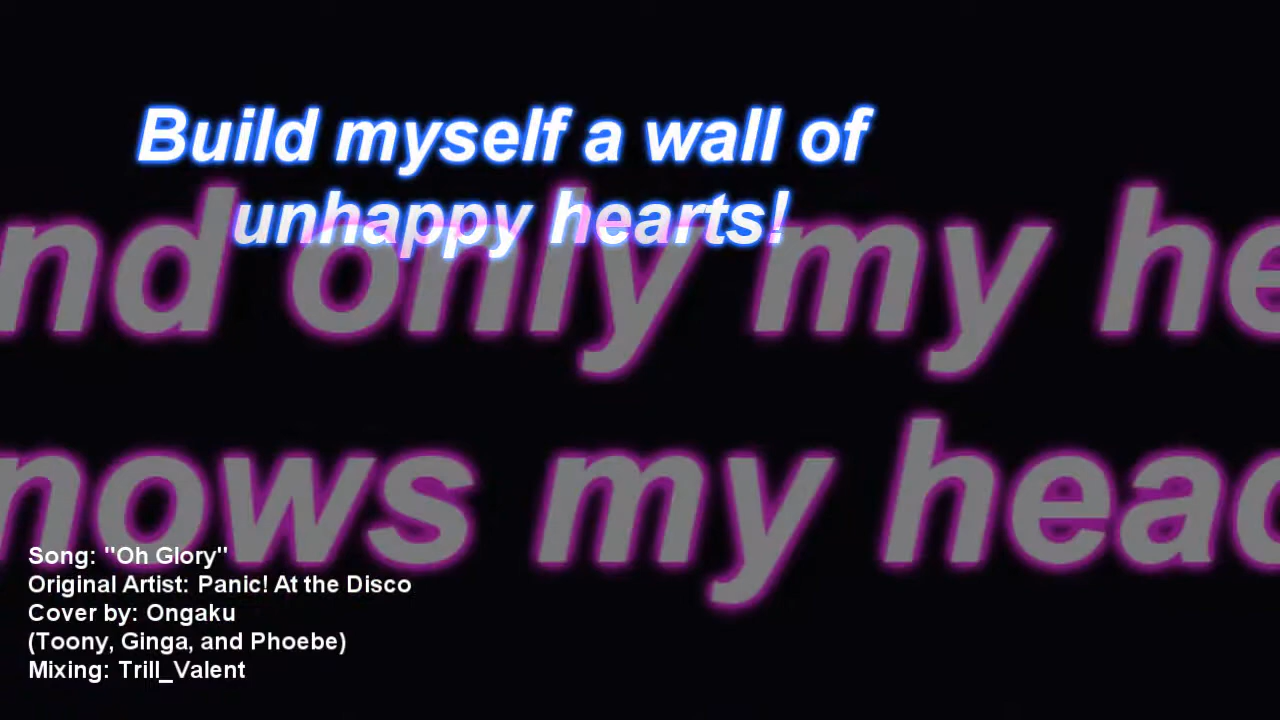 Build myself a wall of
unhappy hearts!
nd only my he
nows my head
Song: "Oh Glory"
Original Artist: Panic! At the Disco
Cover by: Ongaku
(Toony, Ginga, and Phoebe)
Mixing: Trill_Valent